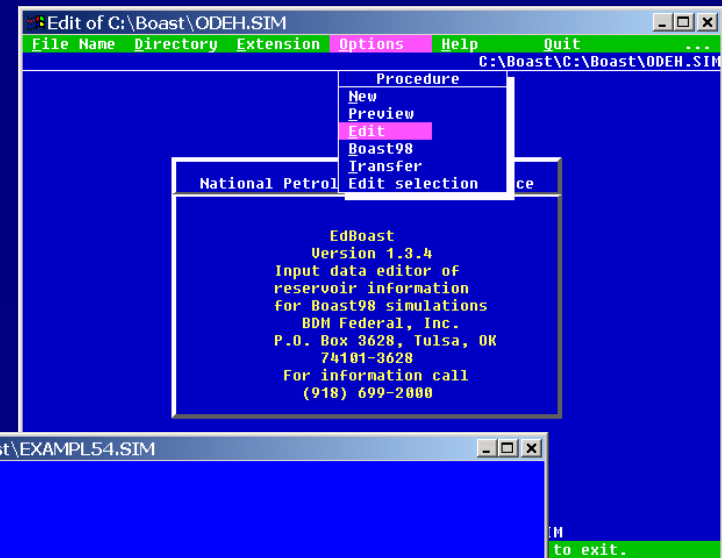 Edit of C:\Boast\ODEH.SIM
File Name Directory Extension Options Help Quit ...
C:\Boast\C:\Boast\ODEH.SIM
Procedure
New
Preview
Edit
Boast98
Transfer
Edit selection
National Petrol ce
EdBoast
Version 1.3.4
Input data editor of
reservoir information
for Boast98 simulations
BDM Federal, Inc.
P.O. Box 3628, Tulsa, OK
74101-3628
For information call
(918) 699-2000
st\EXAMPL54.SIM
IM
to exit.